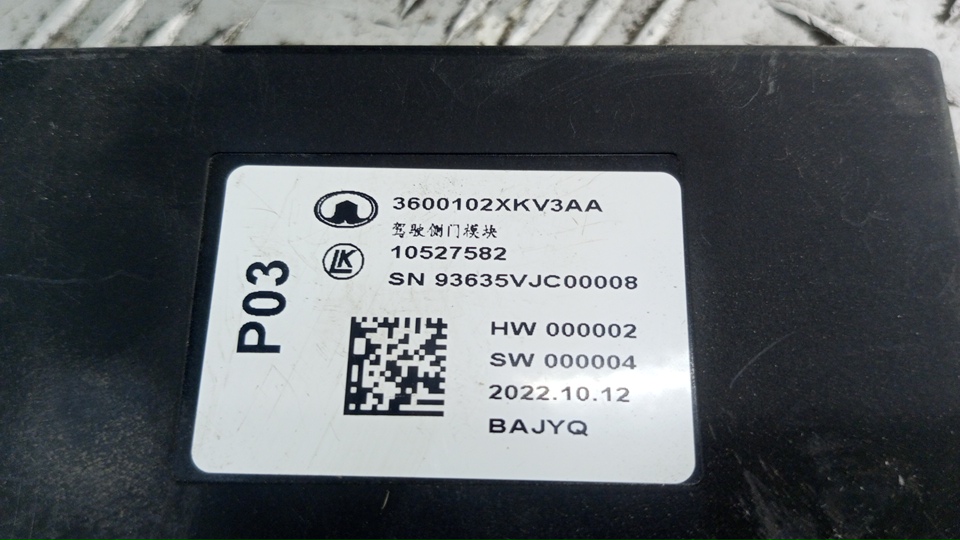 P03
3600102XKV3AA
驾驶侧门模块
LK
10527582
SN 93635VJC00008
HW 000002
SW 000004
2022.10.12
BAJYQ